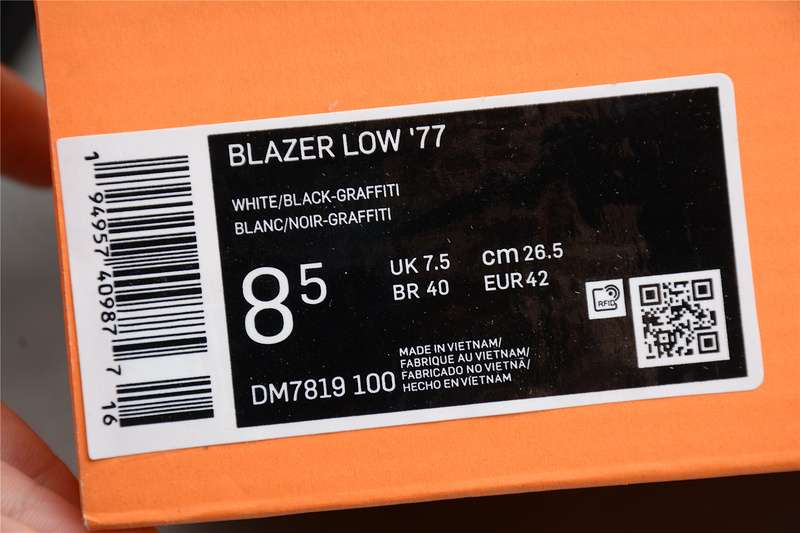 BLAZER LOW '77
WHITE/BLACK-GRAFFITI
BLANC/NOIR-GRAFFITI
8 5
UK 7.5 cm 26.5
BR 40 EUR 42
RFID
DM7819 100
MADE IN VIETNAM/
FABRIQUE AU VIETNAM/
FABRICADO NO VIETNÃ/
HECHO EN VIETNAM
1 94957 40987 7 16